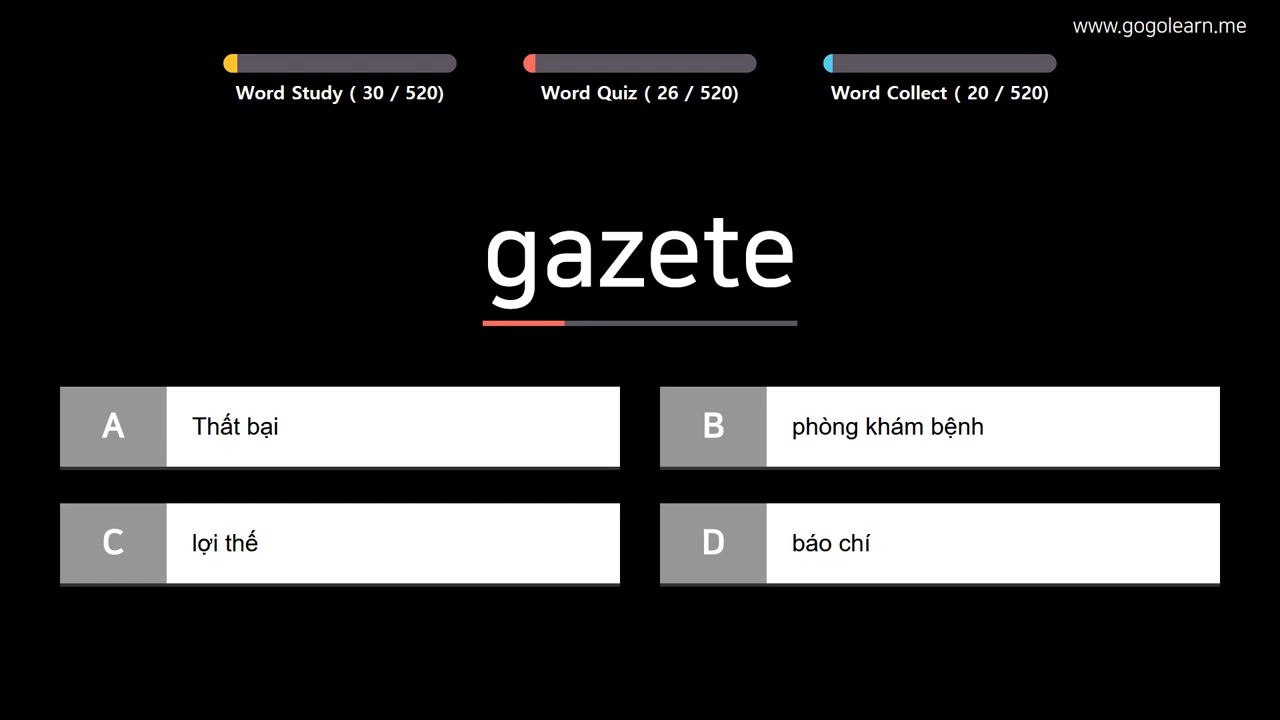 www.gogolearn.me
Word Study ( 30 / 520)
Word Quiz ( 26 / 520)
Word Collect ( 20 / 520)
gazete
A
Thất bại
B
phòng khám bệnh
C
lợi thế
D
báo chí